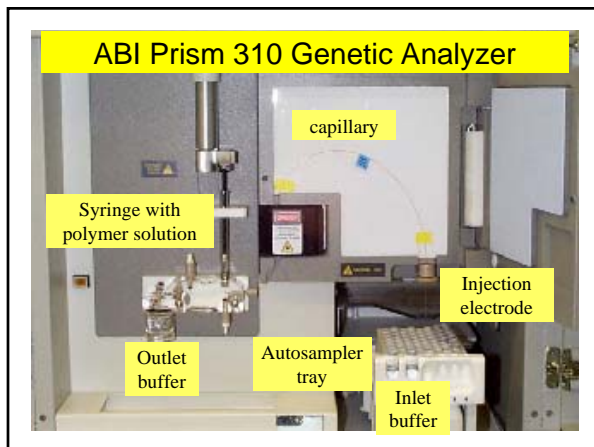 ABI Prism 310 Genetic Analyzer
capillary
Syringe with
polymer solution
Injection
electrode
Outlet
buffer
Autosampler
tray
Inlet
buffer